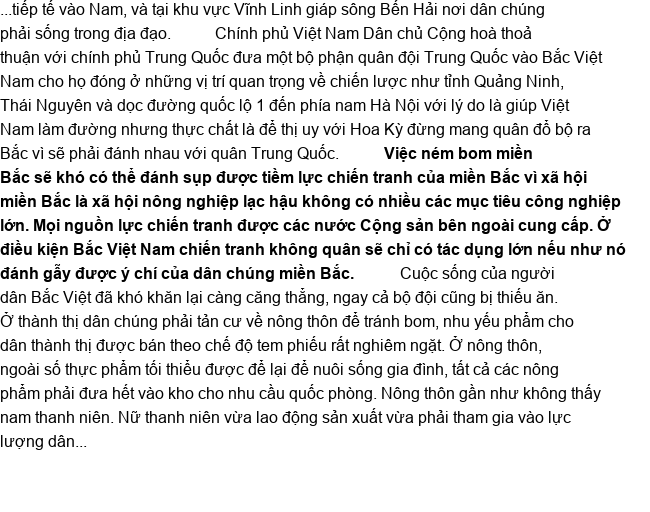 ...tiếp tế vào Nam, và tại khu vực Vĩnh Linh giáp sông Bến Hải nơi dân chúng
phải sống trong địa đạo. Chính phủ Việt Nam Dân chủ Cộng hoà thoả
thuận với chính phủ Trung Quốc đưa một bộ phận quân đội Trung Quốc vào Bắc Việt
Nam cho họ đóng ở những vị trí quan trọng về chiến lược như tỉnh Quảng Ninh,
Thái Nguyên và dọc đường quốc lộ 1 đến phía nam Hà Nội với lý do là giúp Việt
Nam làm đường nhưng thực chất là để thị uy với Hoa Kỳ đừng mang quân đổ bộ ra
Bắc vì sẽ phải đánh nhau với quân Trung Quốc. Việc ném bom miền
Bắc sẽ khó có thể đánh sụp được tiềm lực chiến tranh của miền Bắc vì xã hội
miền Bắc là xã hội nông nghiệp lạc hậu không có nhiều các mục tiêu công nghiệp
lớn. Mọi nguồn lực chiến tranh được các nước Cộng sản bên ngoài cung cấp. Ở
điều kiện Bắc Việt Nam chiến tranh không quân sẽ chỉ có tác dụng lớn nếu như nó
đánh gẫy được ý chí của dân chúng miền Bắc. Cuộc sống của người
dân Bắc Việt đã khó khăn lại càng căng thẳng, ngay cả bộ đội cũng bị thiếu ăn.
Ở thành thị dân chúng phải tản cư về nông thôn để tránh bom, nhu yếu phẩm cho
dân thành thị được bán theo chế độ tem phiếu rất nghiêm ngặt. Ở nông thôn,
ngoài số thực phẩm tối thiểu được để lại để nuôi sống gia đình, tất cả các nông
phẩm phải đưa hết vào kho cho nhu cầu quốc phòng. Nông thôn gần như không thấy
nam thanh niên. Nữ thanh niên vừa lao động sản xuất vừa phải tham gia vào lực
lượng dân...